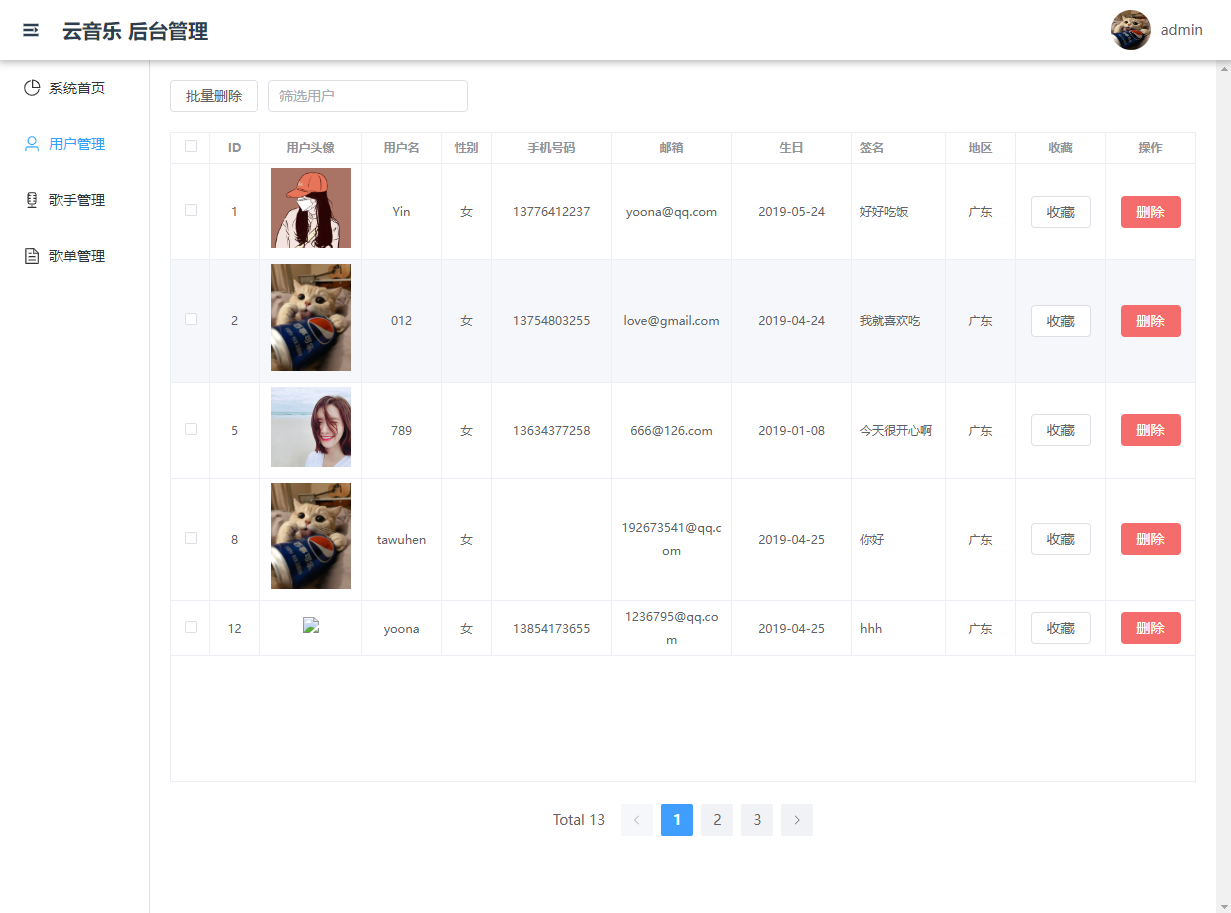 云音乐 后台管理
admin
系统首页
用户管理
歌手管理
歌单管理
批量删除 筛选用户
ID 用户头像 用户名 性别 手机号码 邮箱 生日 签名 地区 收藏 操作
1 Yin 女 13776412237 yoona@qq.com 2019-05-24 好好吃饭 广东 收藏 删除
2 012 女 13754803255 love@gmail.com 2019-04-24 我就喜欢吃 广东 收藏 删除
5 789 女 13634377258 666@126.com 2019-01-08 今天很开心啊 广东 收藏 删除
8 tawuhen 女 192673541@qq.c
om 2019-04-25 你好 广东 收藏 删除
12 yoona 女 13854173655 1236795@qq.co
m 2019-04-25 hhh 广东 收藏 删除
Total 13 1 2 3